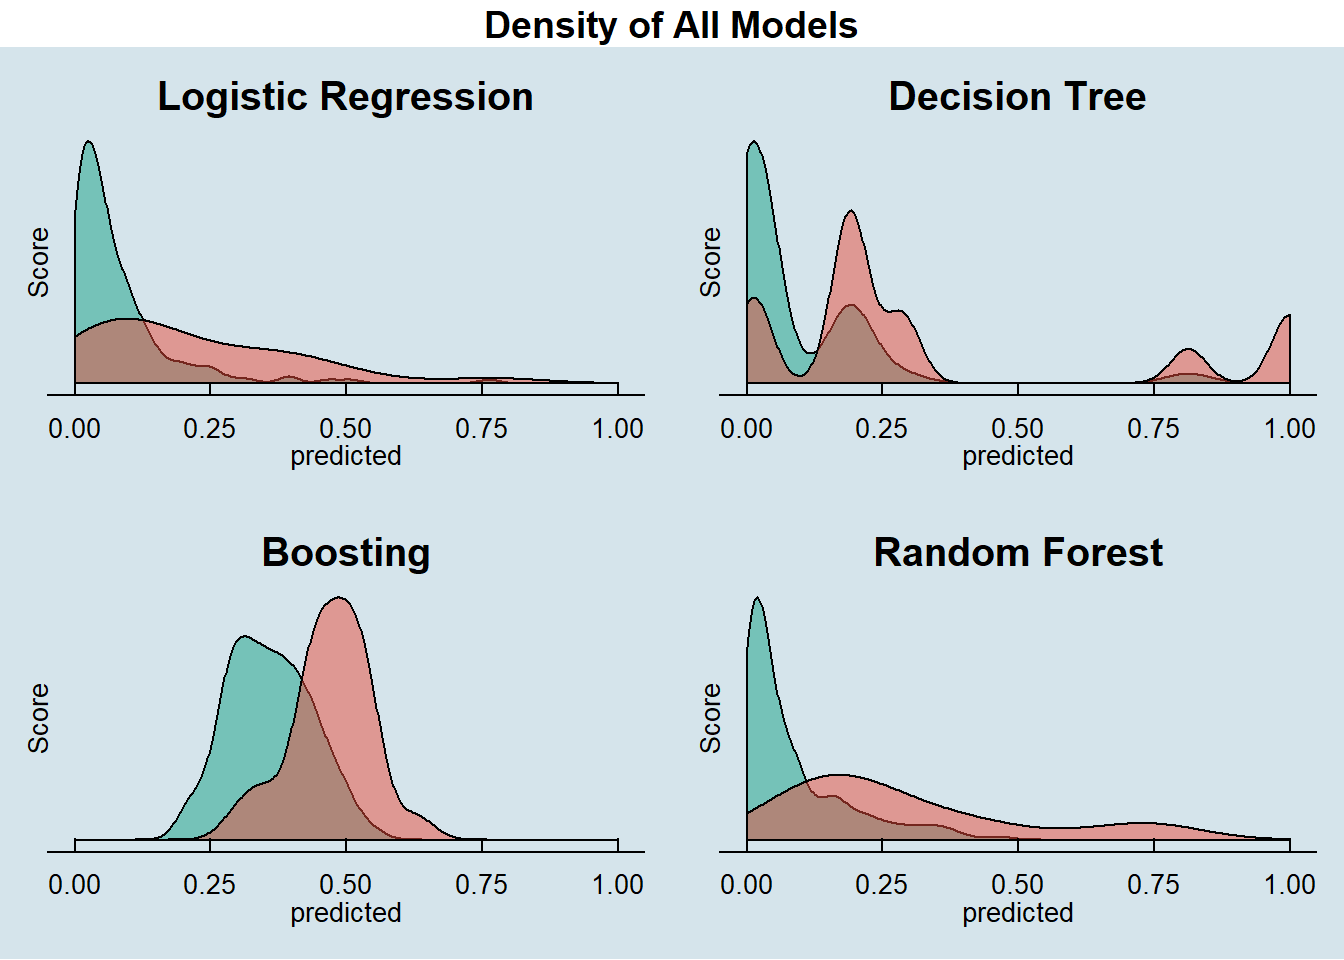 Density of All Models
Logistic Regression
Score
0.00 0.25 0.50 0.75 1.00
predicted
Decision Tree
Score
0.00 0.25 0.50 0.75 1.00
predicted
Boosting
Score
0.00 0.25 0.50 0.75 1.00
predicted
Random Forest
Score
0.00 0.25 0.50 0.75 1.00
predicted